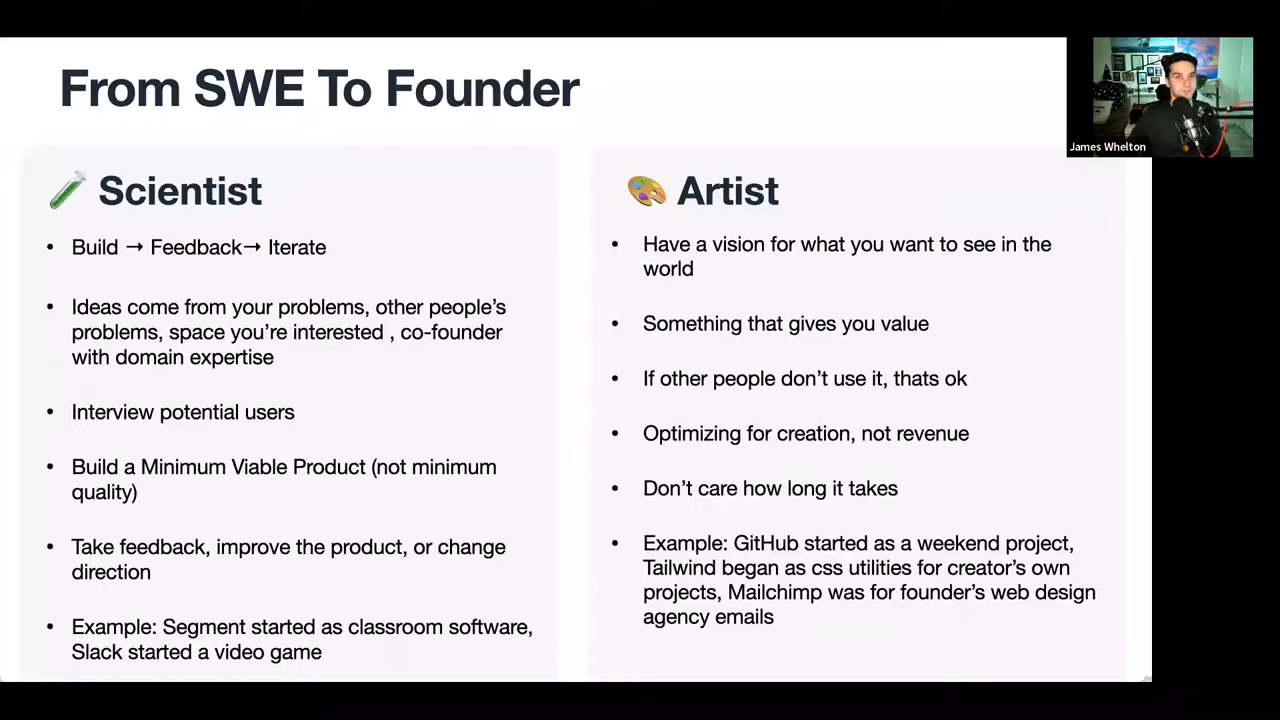 From SWE To Founder
James Whelton
Scientist
• Build → Feedback→ Iterate
• Ideas come from your problems, other people's
problems, space you're interested , co-founder
with domain expertise
• Interview potential users
• Build a Minimum Viable Product (not minimum
quality)
• Take feedback, improve the product, or change
direction
• Example: Segment started as classroom software,
Slack started a video game
Artist
• Have a vision for what you want to see in the
world
• Something that gives you value
• If other people don't use it, thats ok
• Optimizing for creation, not revenue
• Don't care how long it takes
• Example: GitHub started as a weekend project,
Tailwind began as css utilities for creator's own
projects, Mailchimp was for founder's web design
agency emails